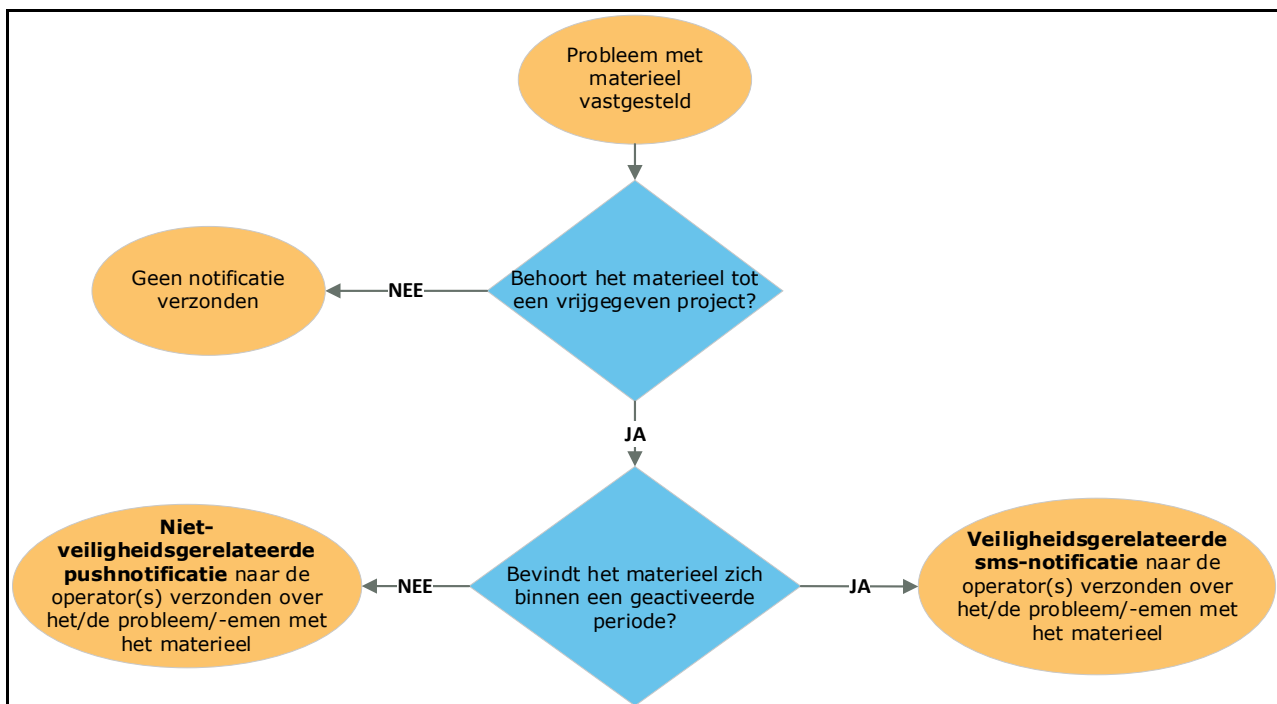 Probleem met
materieel
vastgesteld
Geen notificatie
verzonden
NEE
Behoort het materieel tot
een vrijgegeven project?
JA
Niet-
veiligheidsgerelateerde
pushnotificatie naar de
operator(s) verzonden over
het/de probleem/-emen met
het materieel
NEE
Bevindt het materieel zich
binnen een geactiveerde
periode?
JA
Veiligheidsgerelateerde
sms-notificatie naar de
operator(s) verzonden over
het/de probleem/-emen met
het materieel